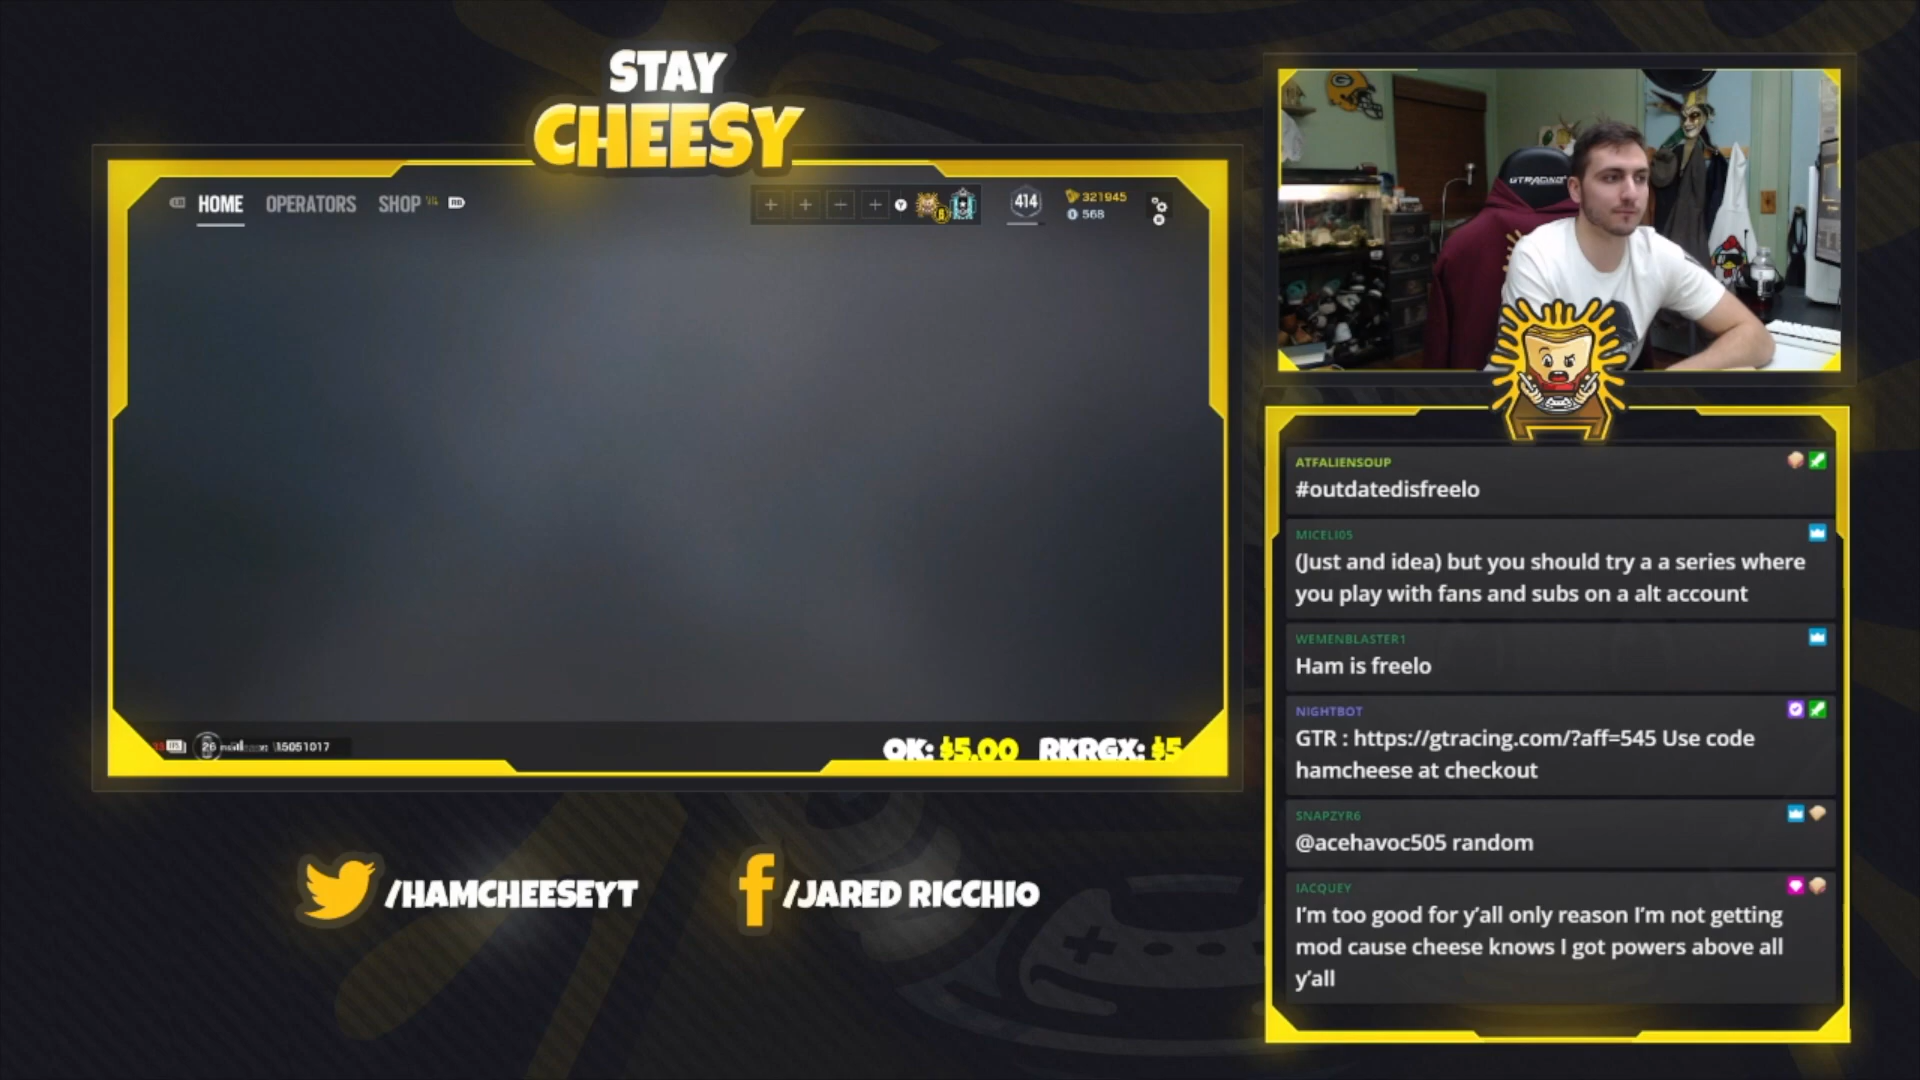 STAY
CHEESY
HOME OPERATORS SHOP
414
321945
568
26
15051017
OK: $5.00 RKRGX: $5
/HAMCHEESEYT
/JARED RICCHIO
GTRACING
ATFALIENSOUP
#outdatedisfreelo
MICELI05
(Just and idea) but you should try a a series where
you play with fans and subs on a alt account
WEMENBLASTER1
Ham is freelo
NIGHTBOT
GTR : https://gtracing.com/?aff=545 Use code
hamcheese at checkout
SNAPZYR6
@acehavoc505 random
IACQUEY
I'm too good for y'all only reason I'm not getting
mod cause cheese knows I got powers above all
y'all